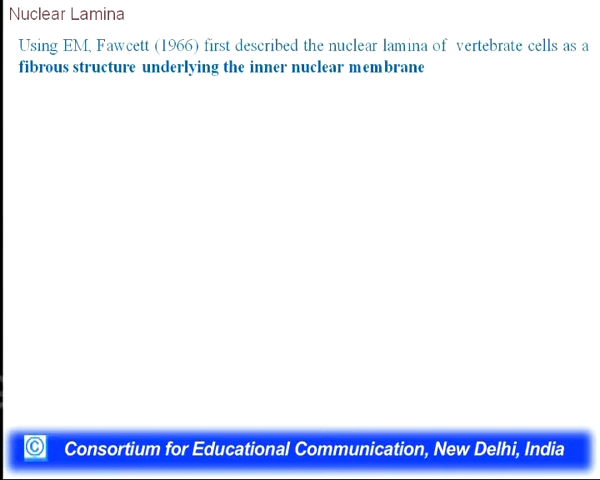 Nuclear Lamina
Using EM, Fawcett (1966) first described the nuclear lamina of vertebrate cells as a
fibrous structure underlying the inner nuclear membrane
© Consortium for Educational Communication, New Delhi, India